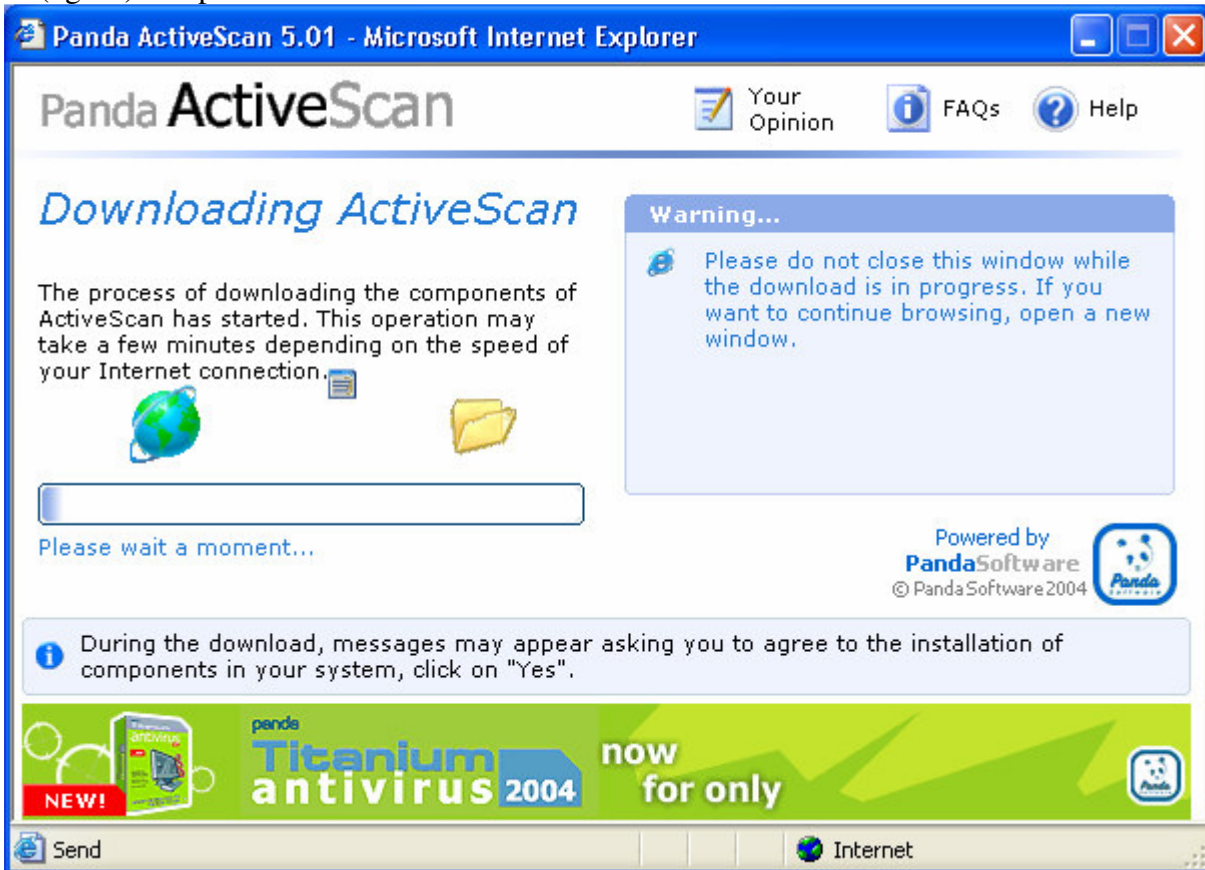 Panda ActiveScan 5.01 - Microsoft Internet Explorer
Panda ActiveScan
Your
Opinion
FAQs
Help
Downloading ActiveScan
The process of downloading the components of
ActiveScan has started. This operation may
take a few minutes depending on the speed of
your Internet connection.
Please wait a moment...
Warning...
Please do not close this window while
the download is in progress. If you
want to continue browsing, open a new
window.
Powered by
PandaSoftware
© PandaSoftware2004
Panda
software
During the download, messages may appear asking you to agree to the installation of
components in your system, click on "Yes".
NEW!
antivirus
panda
Titanium
antivirus 2004
now
for only
Panda
Send
Internet